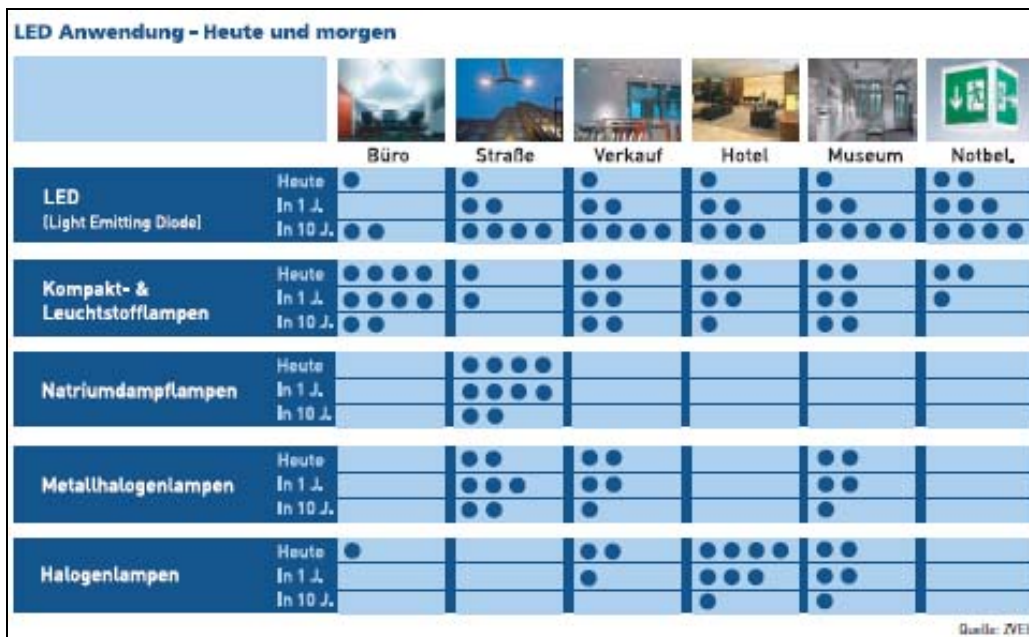 LED Anwendung – Heute und morgen
Büro Straße Verkauf Hotel Museum Notbel.
LED
(Light Emitting Diode)
Heute
In 1 J.
In 10 J.
Kompakt- &
Leuchtstofflampen
Heute
In 1 J.
In 10 J.
Natriumdampflampen
Heute
In 1 J.
In 10 J.
Metallhalogenlampen
Heute
In 1 J.
In 10 J.
Halogenlampen
Heute
In 1 J.
In 10 J.
Quelle: ZVEI